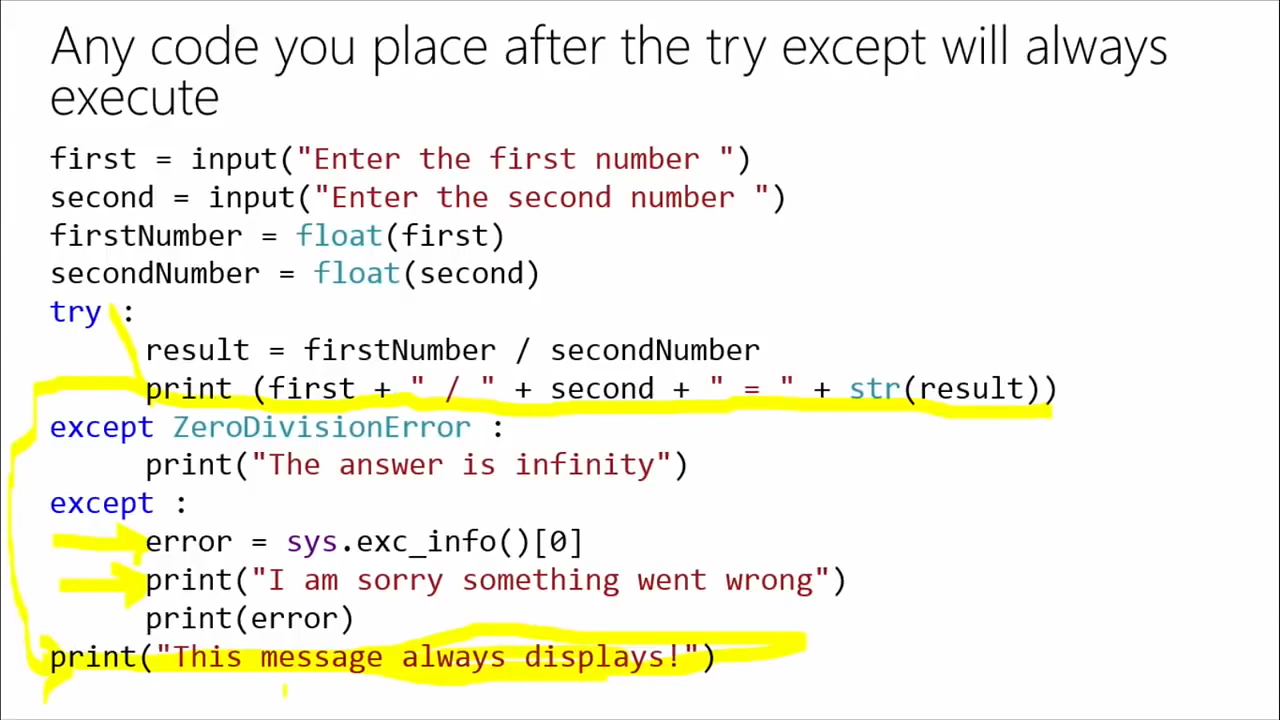 Any code you place after the try except will always
execute
first = input("Enter the first number ")
second = input("Enter the second number ")
firstNumber = float(first)
secondNumber = float(second)
try :
result = firstNumber / secondNumber
print (first + " / " + second + " = " + str(result))
except ZeroDivisionError :
print("The answer is infinity")
except :
error = sys.exc_info()[0]
print("I am sorry something went wrong")
print(error)
print("This message always displays!")